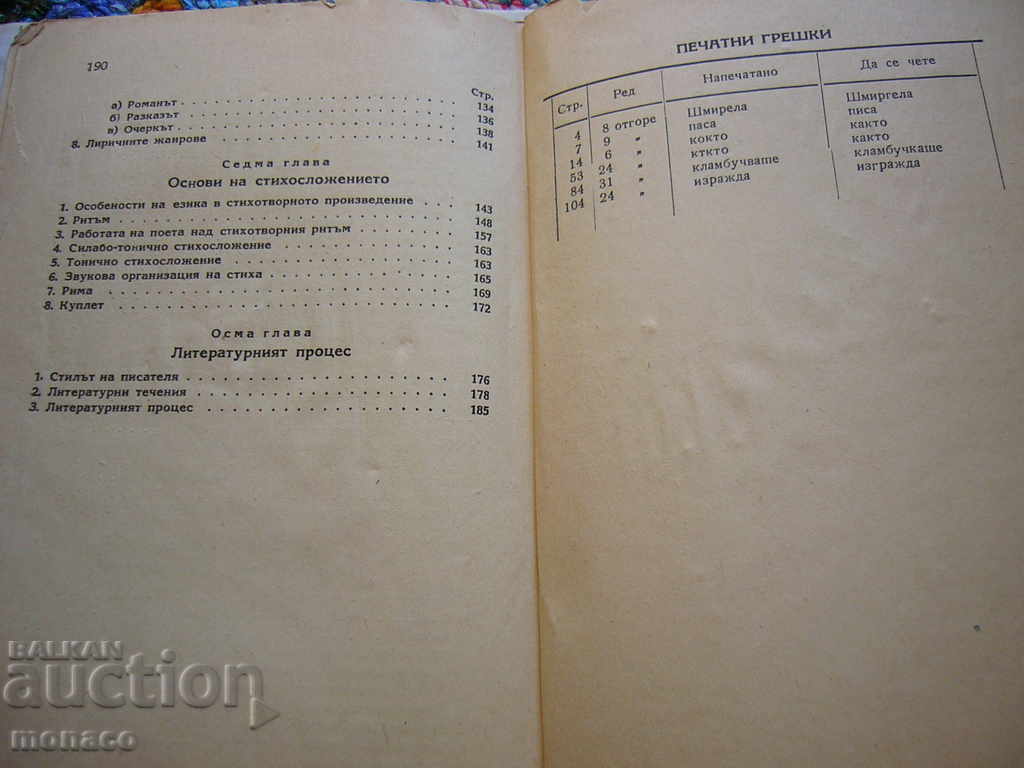 190
Стр.
а) Романът . . . 134
б) Разказът . . . 136
в) Очеркът . . . 138
8. Лиричните жанрове . . . 141
Седма глава
Основи на стихосложението
1. Особености на езика в стихотворното произведение . . . 143
2. Ритъм . . . 148
3. Работата на поета над стихотворния ритъм . . . 157
4. Силабо-тонично стихосложение . . . 163
5. Тонично стихосложение . . . 163
6. Звукова организация на стиха . . . 165
7. Рима . . . 169
8. Куплет . . . 172
Осма глава
Литературният процес
1. Стилът на писателя . . . 176
2. Литературни течения . . . 178
3. Литературният процес . . . 185
ПЕЧАТНИ ГРЕШКИ
Стр. Ред Напечатано Да се чете
4 8 отгоре Шмирела Шмиргела
7 9 " паса писа
14 6 " кокто както
53 24 " кткто както
84 31 " кламбучваше кламбучкаше
104 24 " изражда изгражда
BALKAN
auction
monaco